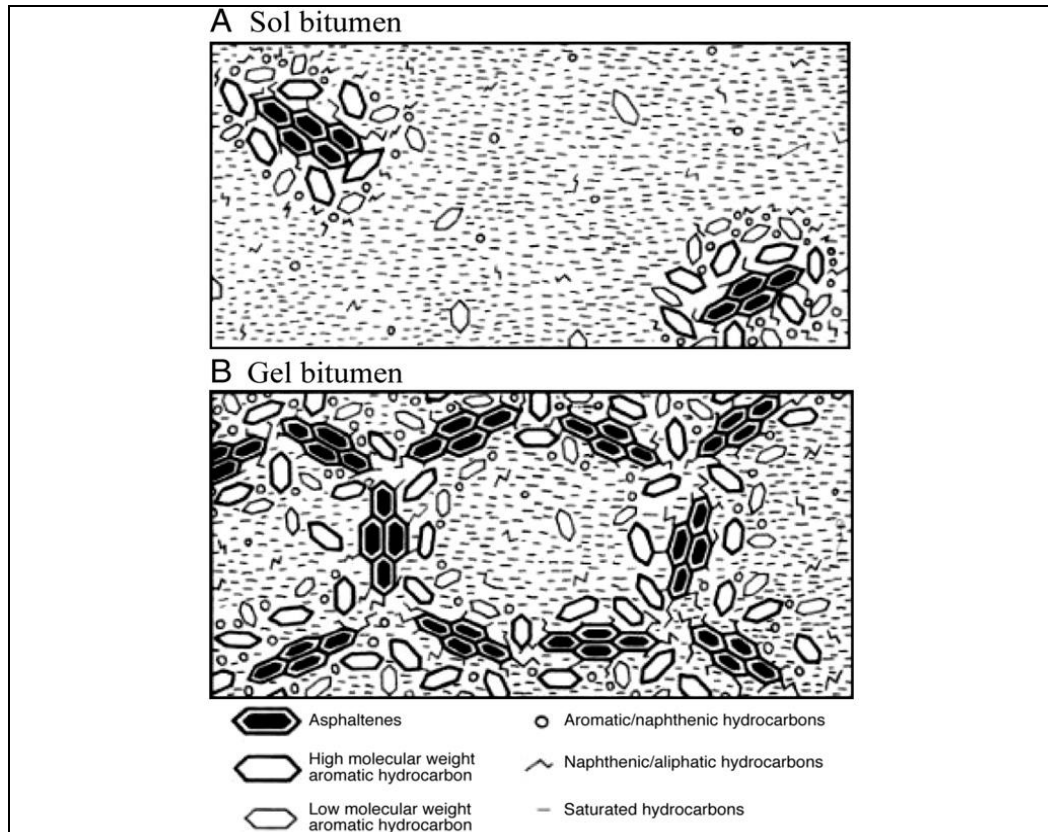 A Sol bitumen
B Gel bitumen
Asphaltenes
High molecular weight
aromatic hydrocarbon
Low molecular weight
aromatic hydrocarbon
Aromatic/naphthenic hydrocarbons
Naphthenic/aliphatic hydrocarbons
Saturated hydrocarbons